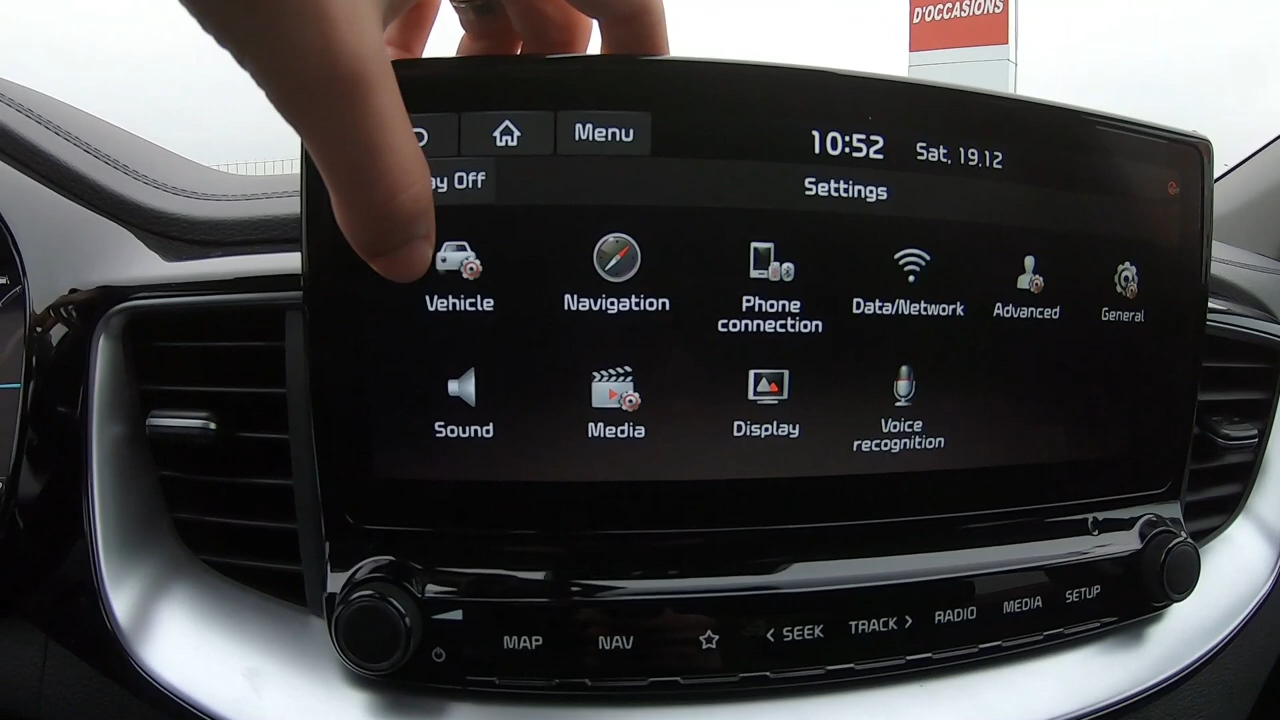 D'OCCASIONS
Menu
10:52
Sat, 19.12
Off
Settings
Vehicle
Navigation
Phone
connection
Data/Network
Advanced
General
Sound
Media
Display
Voice
recognition
MAP
NAV
< SEEK
TRACK >
RADIO
MEDIA
SETUP